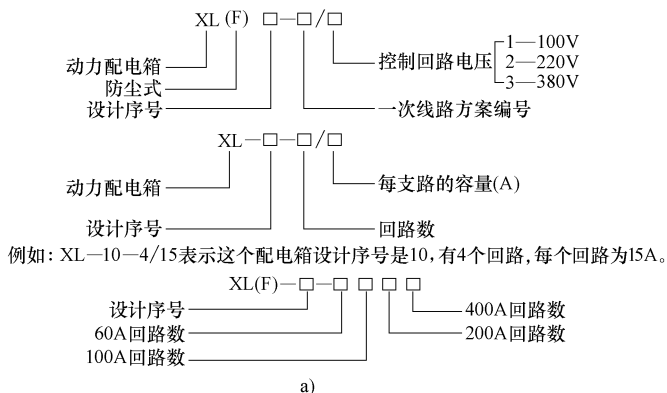 XL (F) □—□/□
控制回路电压
1—100V
2—220V
3—380V
动力配电箱
防尘式
设计序号
一次线路方案编号
XL—□—□/□
动力配电箱
每支路的容量(A)
设计序号
回路数
例如：XL—10—4/15表示这个配电箱设计序号是10，有4个回路，每个回路为15A。
XL(F)—□—□ □ □ □
设计序号
400A回路数
60A回路数
200A回路数
100A回路数
a)